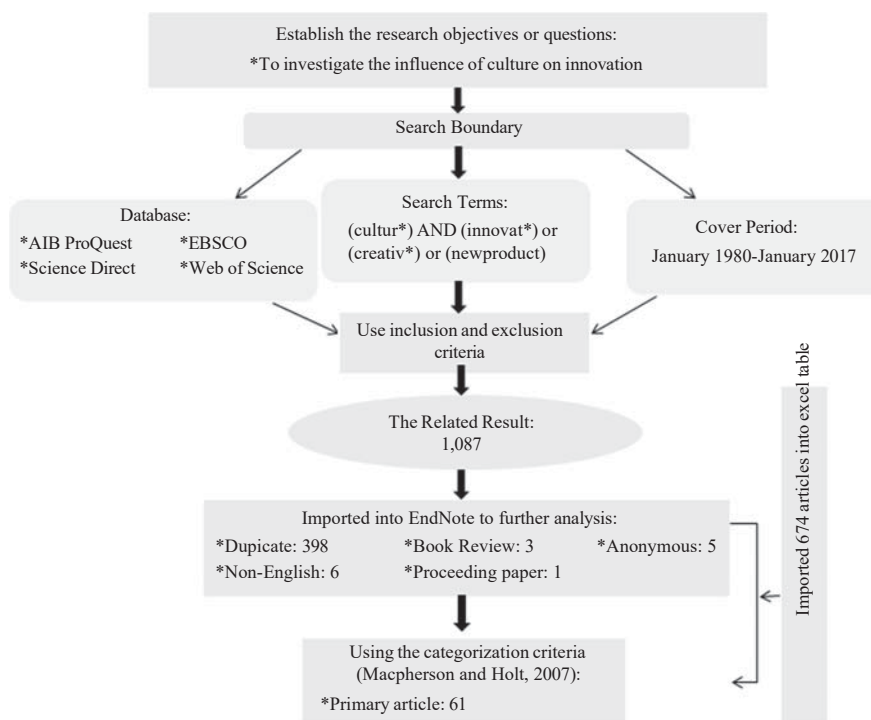 Establish the research objectives or questions:
*To investigate the influence of culture on innovation
Search Boundary
Database:
*AIB ProQuest *EBSCO
*Science Direct *Web of Science
Search Terms:
(cultur*) AND (innovat*) or
(creativ*) or (newproduct)
Cover Period:
January 1980-January 2017
Use inclusion and exclusion
criteria
The Related Result:
1,087
Imported into EndNote to further analysis:
*Dupicate: 398 *Book Review: 3 *Anonymous: 5
*Non-English: 6 *Proceeding paper: 1
Imported 674 articles into excel table
Using the categorization criteria
(Macpherson and Holt, 2007):
*Primary article: 61